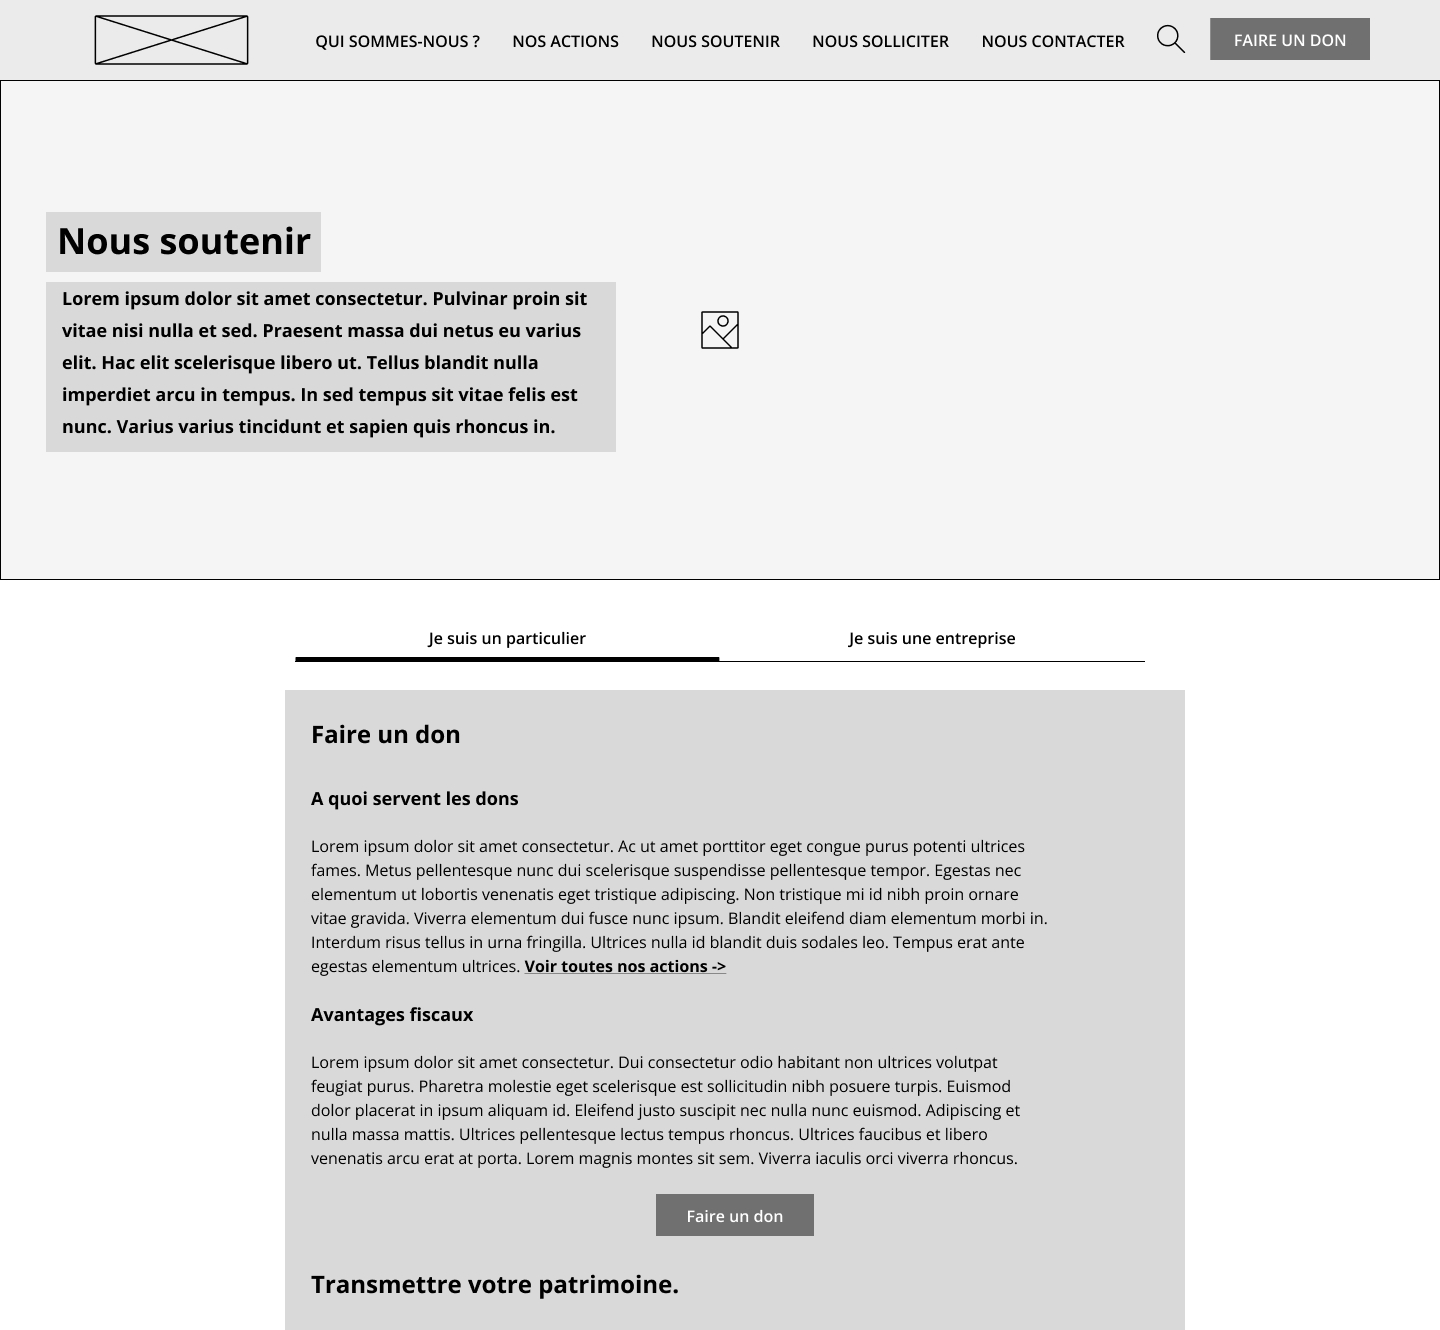 QUI SOMMES-NOUS ? NOS ACTIONS NOUS SOUTENIR NOUS SOLLICITER NOUS CONTACTER FAIRE UN DON
Nous soutenir
Lorem ipsum dolor sit amet consectetur. Pulvinar proin sit
vitae nisi nulla et sed. Praesent massa dui netus eu varius
elit. Hac elit scelerisque libero ut. Tellus blandit nulla
imperdiet arcu in tempus. In sed tempus sit vitae felis est
nunc. Varius varius tincidunt et sapien quis rhoncus in.
Je suis un particulier Je suis une entreprise
Faire un don
A quoi servent les dons
Lorem ipsum dolor sit amet consectetur. Ac ut amet porttitor eget congue purus potenti ultrices
fames. Metus pellentesque nunc dui scelerisque suspendisse pellentesque tempor. Egestas nec
elementum ut lobortis venenatis eget tristique adipiscing. Non tristique mi id nibh proin ornare
vitae gravida. Viverra elementum dui fusce nunc ipsum. Blandit eleifend diam elementum morbi in.
Interdum risus tellus in urna fringilla. Ultrices nulla id blandit duis sodales leo. Tempus erat ante
egestas elementum ultrices. Voir toutes nos actions ->
Avantages fiscaux
Lorem ipsum dolor sit amet consectetur. Dui consectetur odio habitant non ultrices volutpat
feugiat purus. Pharetra molestie eget scelerisque est sollicitudin nibh posuere turpis. Euismod
dolor placerat in ipsum aliquam id. Eleifend justo suscipit nec nulla nunc euismod. Adipiscing et
nulla massa mattis. Ultrices pellentesque lectus tempus rhoncus. Ultrices faucibus et libero
venenatis arcu erat at porta. Lorem magnis montes sit sem. Viverra iaculis orci viverra rhoncus.
Faire un don
Transmettre votre patrimoine.